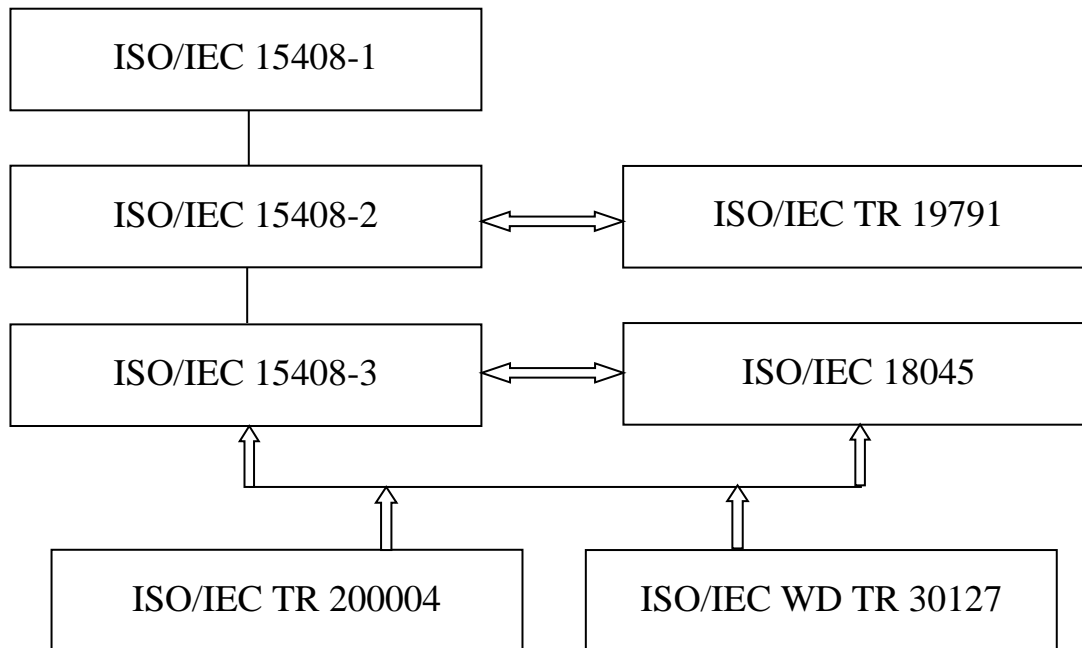 ISO/IEC 15408-1
ISO/IEC 15408-2
ISO/IEC TR 19791
ISO/IEC 15408-3
ISO/IEC 18045
ISO/IEC TR 200004
ISO/IEC WD TR 30127